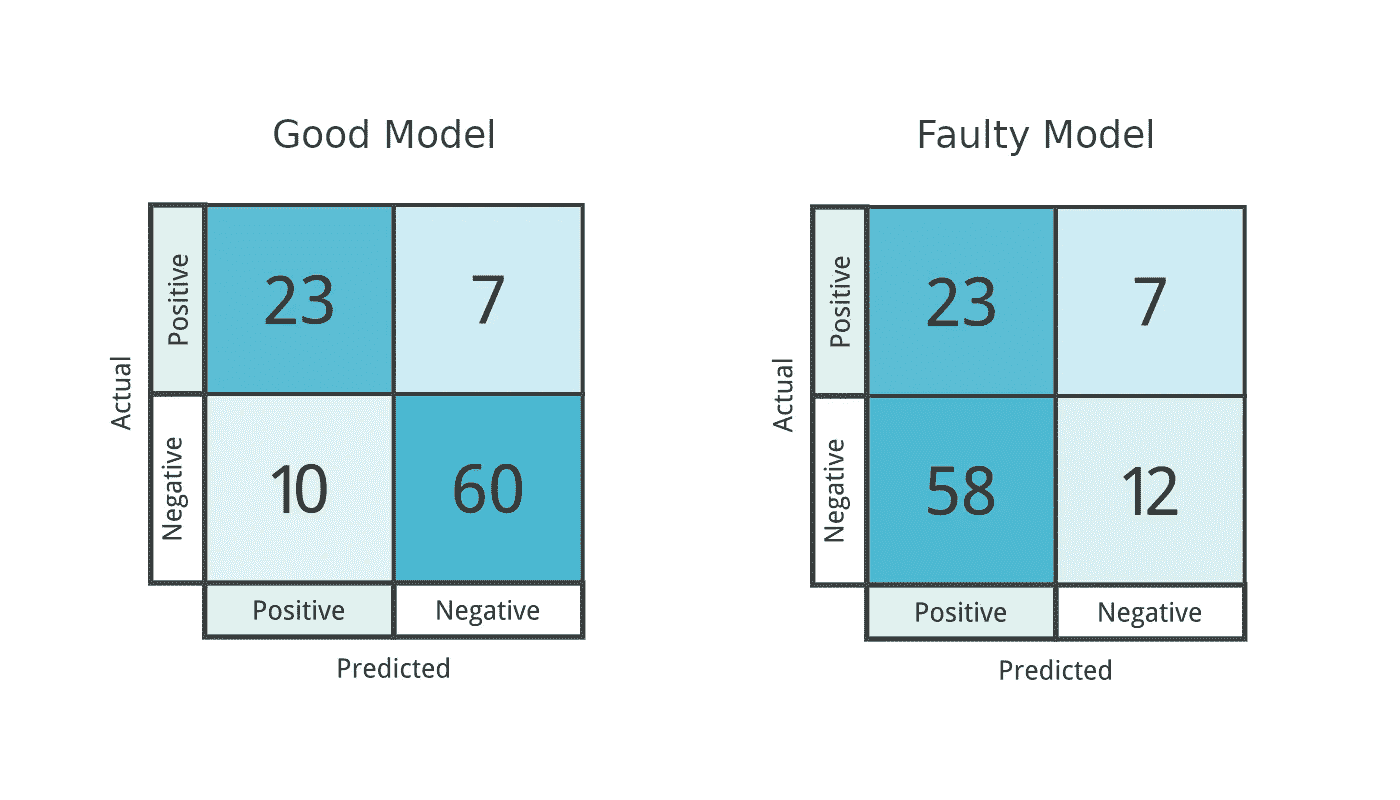 Good Model
Faulty Model
Actual
Positive
23
7
Negative
10
60
Positive
Negative
Predicted
Actual
Positive
23
7
Negative
58
12
Positive
Negative
Predicted